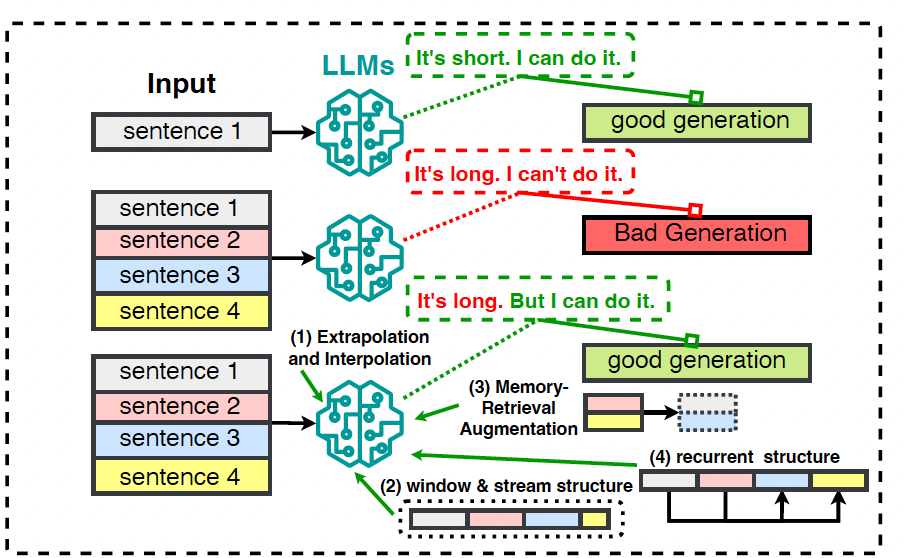 Input
LLMs
It's short. I can do it.
sentence 1
good generation
It's long. I can't do it.
sentence 1
sentence 2
sentence 3
sentence 4
Bad Generation
It's long. But I can do it.
(1) Extrapolation
and Interpolation
good generation
sentence 1
sentence 2
sentence 3
sentence 4
(3) Memory-
Retrieval
Augmentation
(4) recurrent structure
(2) window & stream structure